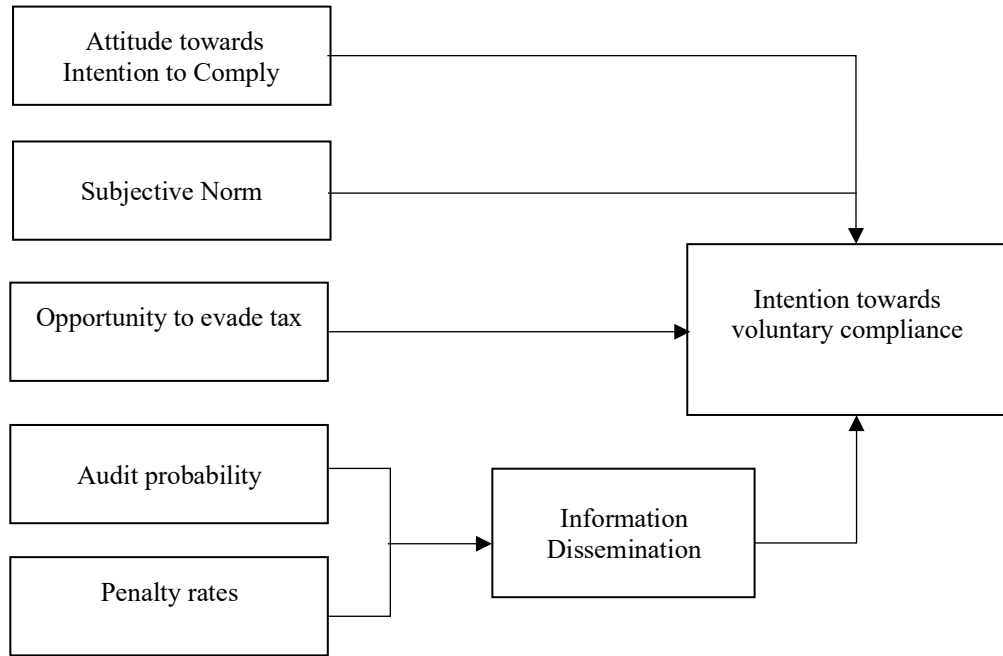 Attitude towards
Intention to Comply
Subjective Norm
Opportunity to evade tax
Intention towards
voluntary compliance
Audit probability
Information
Dissemination
Penalty rates